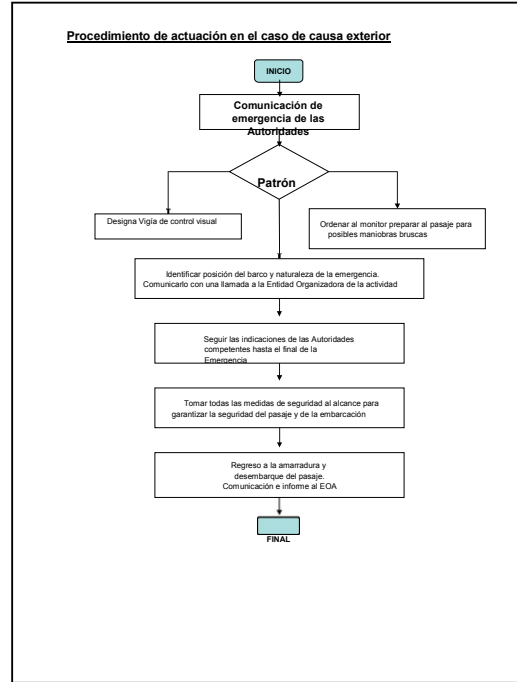 Procedimiento de actuación en el caso de causa exterior
INICIO
Comunicación de
emergencia de las
Autoridades
Patrón
Designa Vigía de control visual
Ordenar al monitor preparar al pasaje para
posibles maniobras bruscas
Identificar posición del barco y naturaleza de la emergencia.
Comunicarlo con una llamada a la Entidad Organizadora de la actividad
Seguir las indicaciones de las Autoridades
competentes hasta el final de la
Emergencia
Tomar todas las medidas de seguridad al alcance para
garantizar la seguridad del pasaje y de la embarcación
Regreso a la amarradura y
desembarque del pasaje.
Comunicación e informe al EOA
FINAL